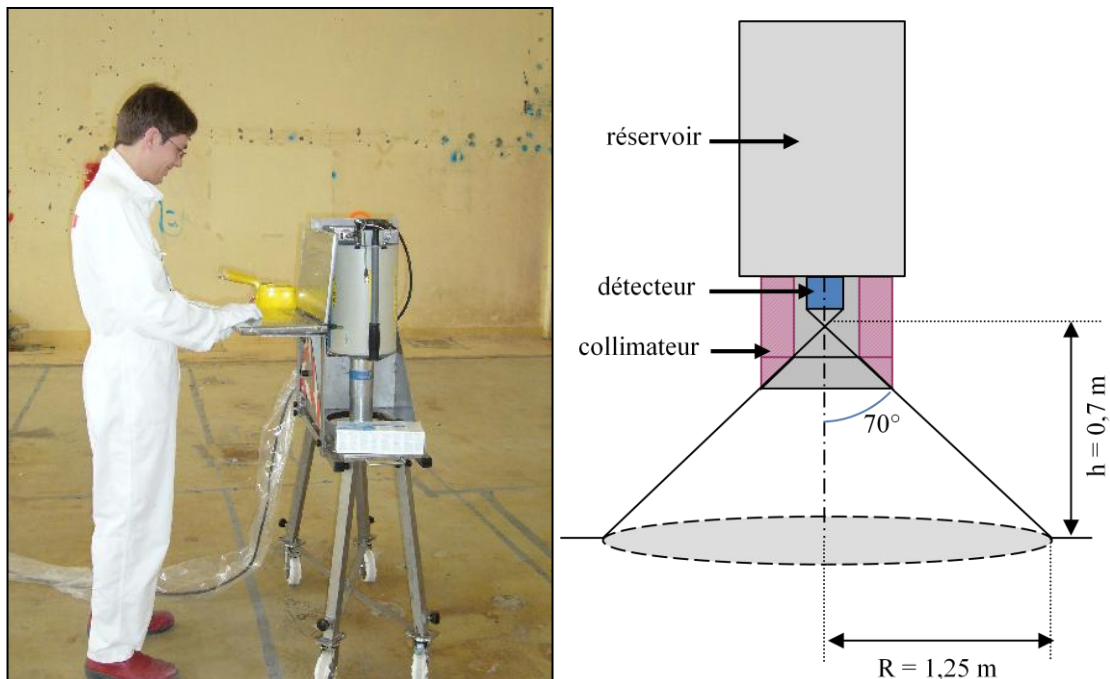 réservoir
détecteur
collimateur
70°
h = 0,7 m
R = 1,25 m